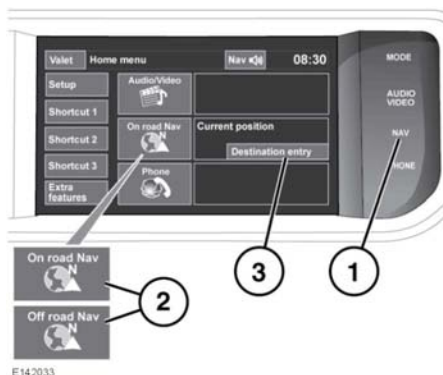 Valet Home menu Nav 08:30
Setup
Shortcut 1
Shortcut 2
Shortcut 3
Extra
features
Audio/Video
On road Nav
N
Phone
Current position
Destination entry
MODE
AUDIO
VIDEO
NAV
PHONE
On road Nav
N
Off road Nav
N
1
2
3
E142033